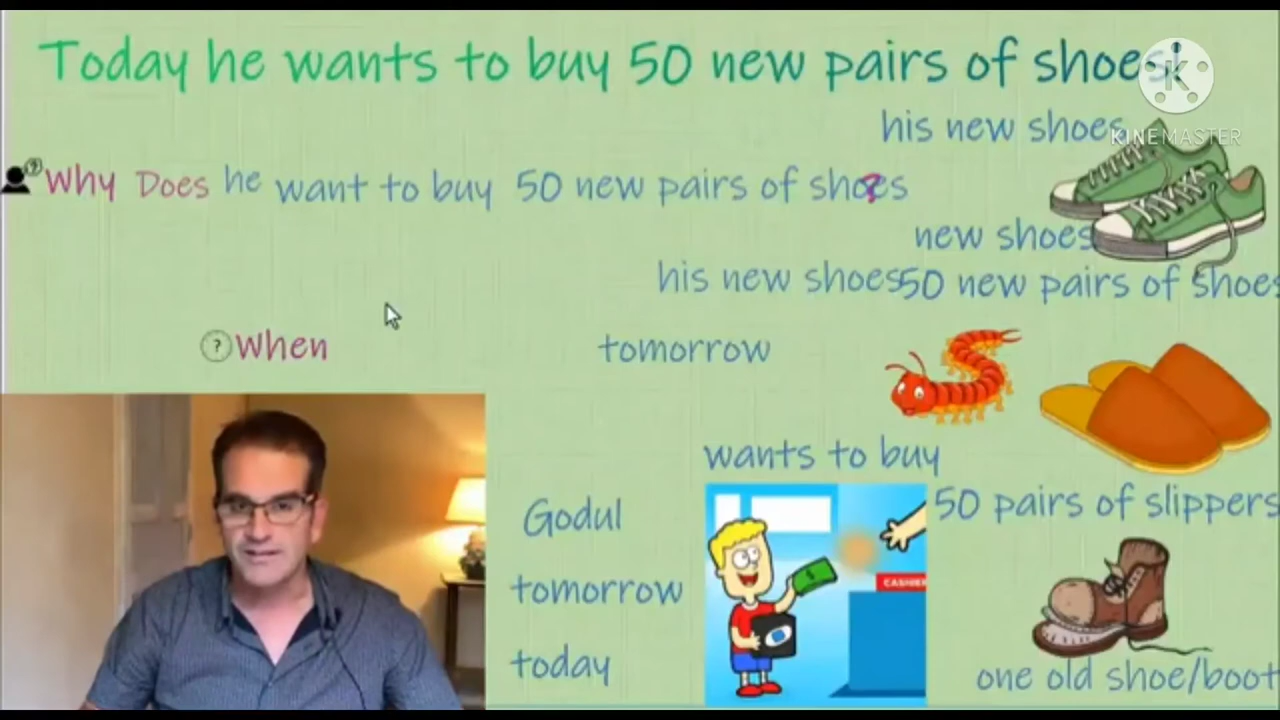 Today he wants to buy 50 new pairs of shoes.
his new shoes
KINEMASTER
Why Does he want to buy 50 new pairs of shoes?
new shoes
his new shoes 50 new pairs of shoes
When tomorrow
wants to buy
50 pairs of slippers
Godul
tomorrow
CASHIER
today
one old shoe/boot